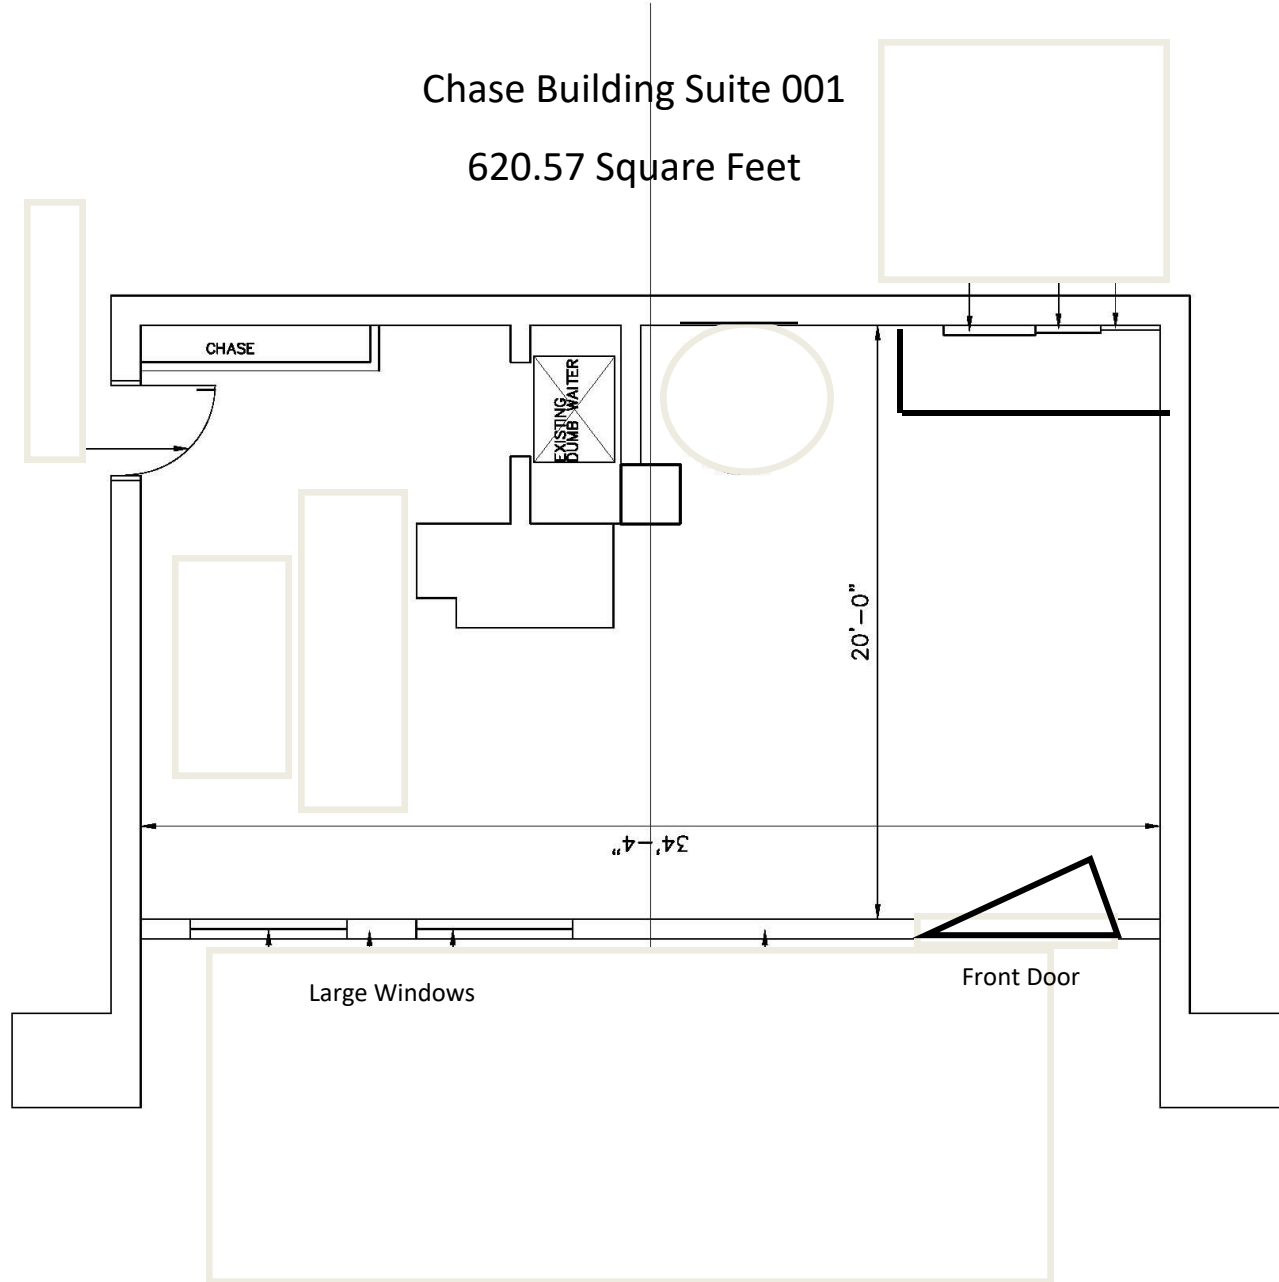 Chase Building Suite 001
620.57 Square Feet
CHASE
EXISTING
DUMB WAITER
20'-0"
34'-4"
Large Windows
Front Door